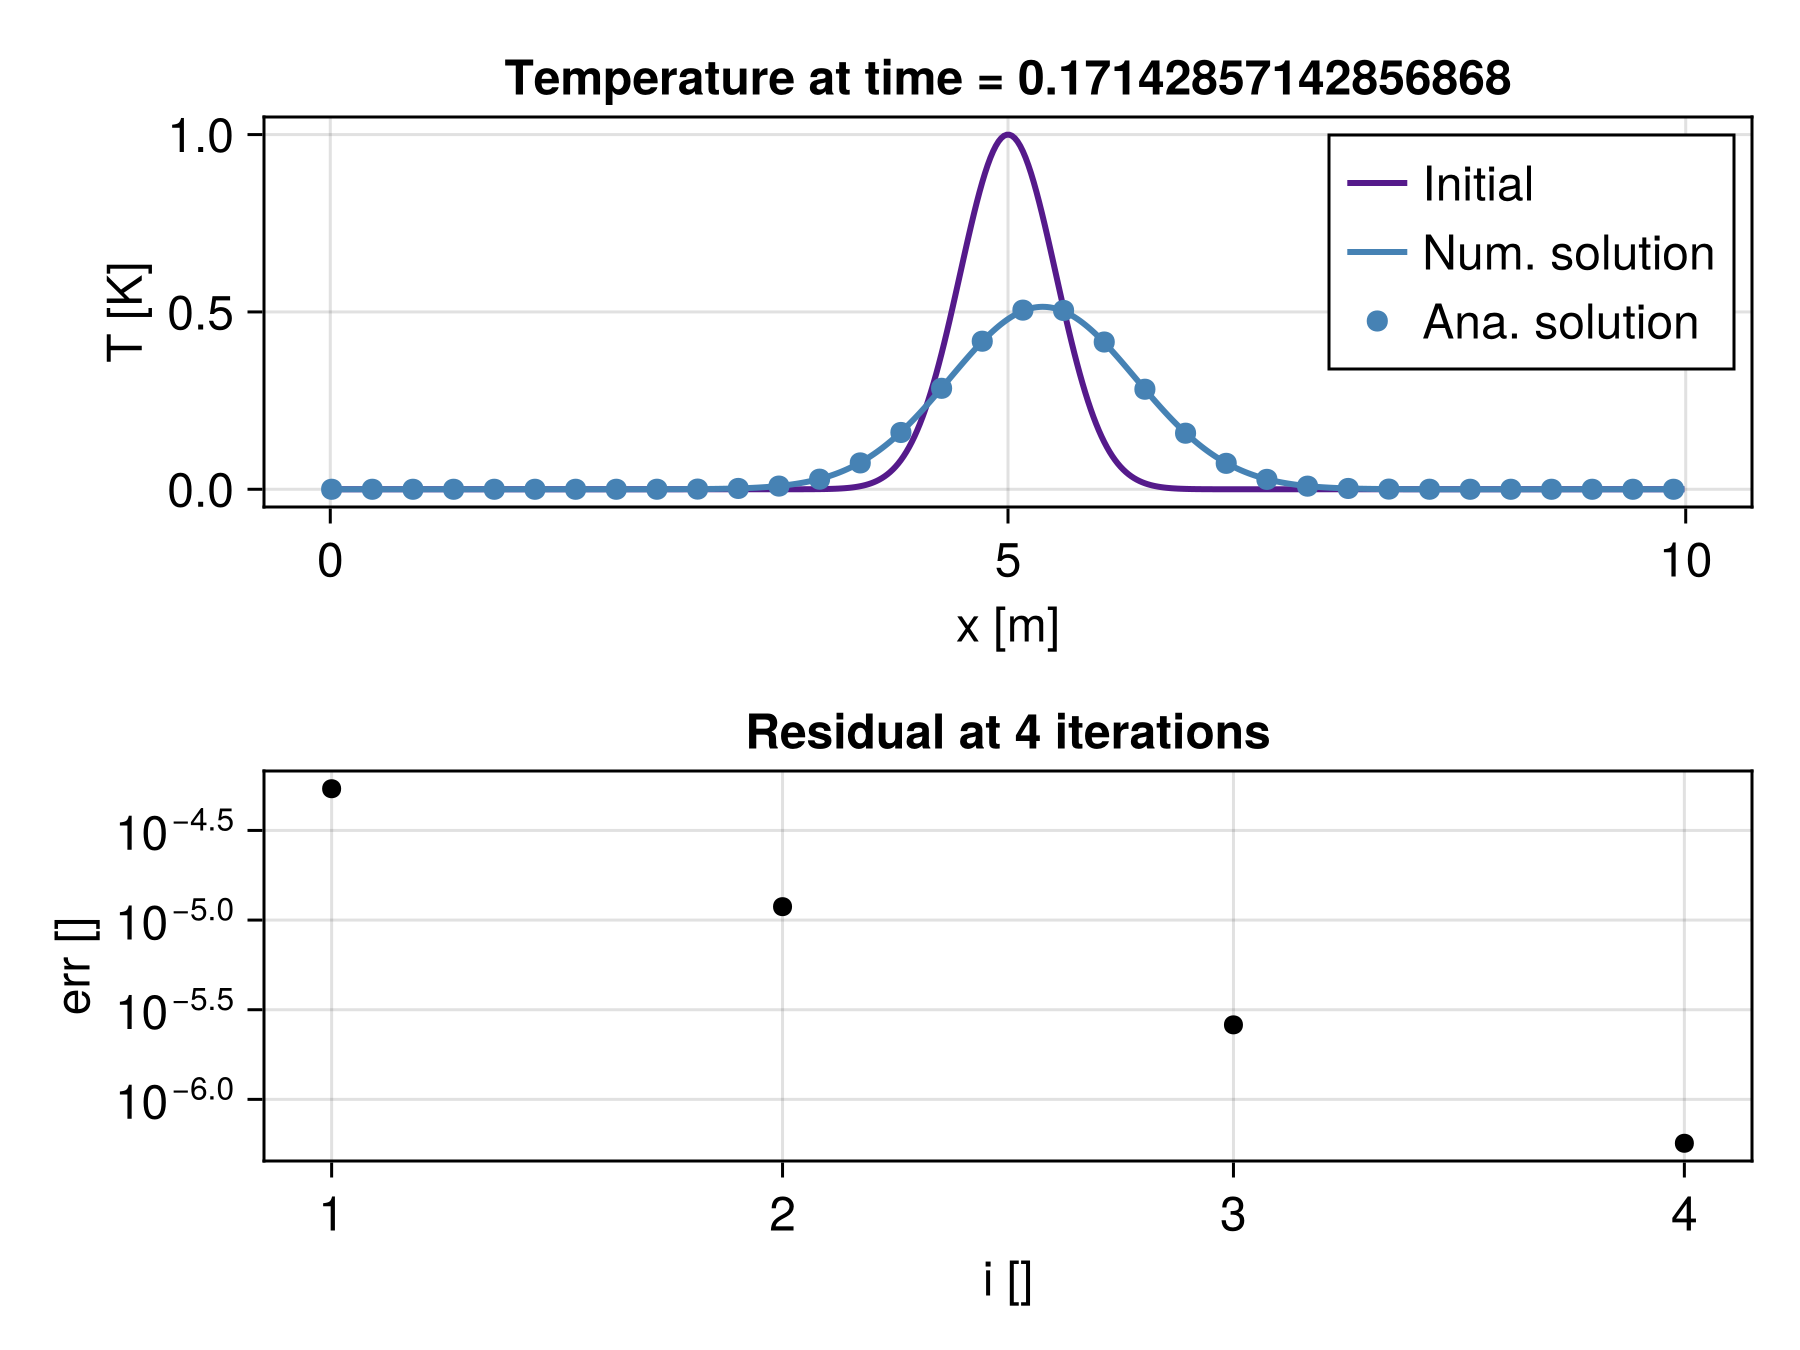 Temperature at time = 0.17142857142856868
1.0
0.5
0.0
T [K]
Initial
Num. solution
Ana. solution
0 5 10
x [m]
Residual at 4 iterations
10^−4.5
10^−5.0
10^−5.5
10^−6.0
err []
1 2 3 4
i []